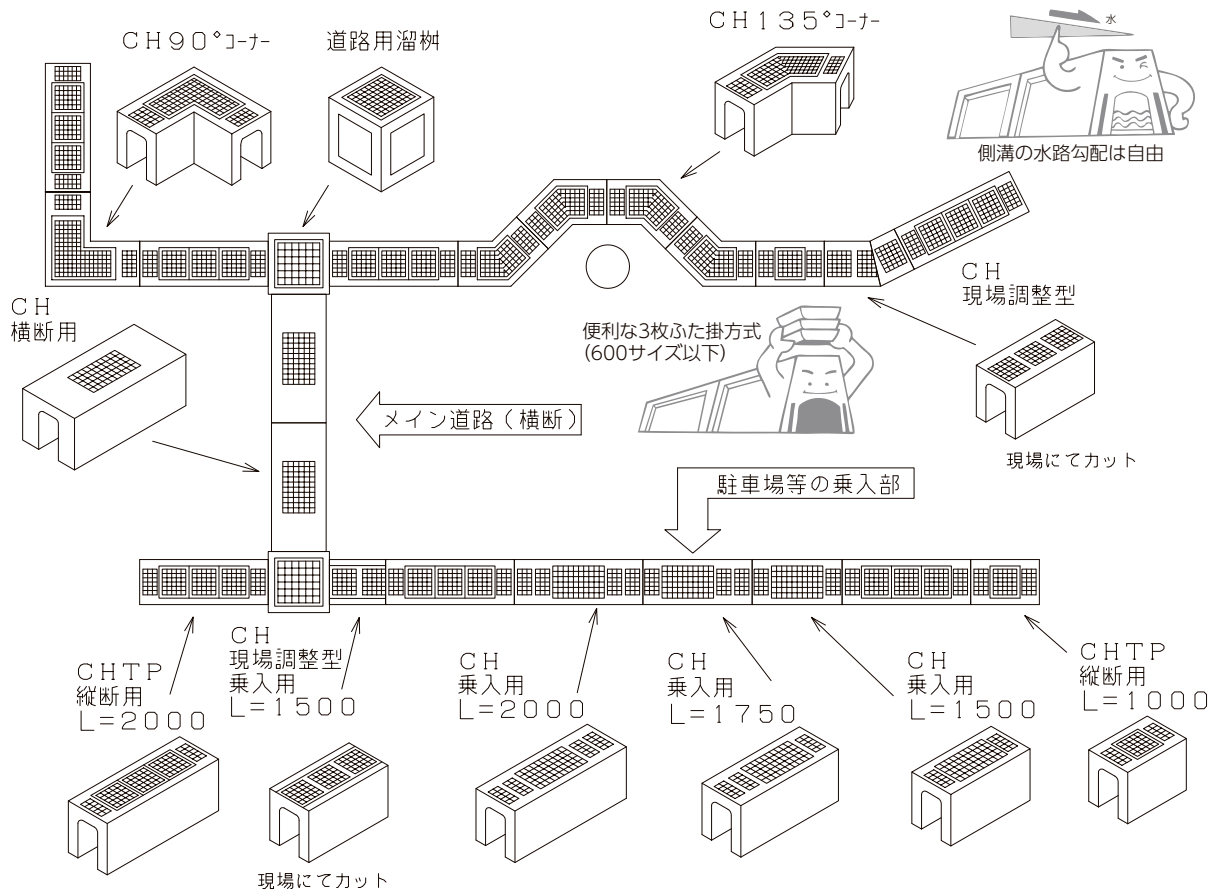 CH90°コーナー
道路用溜桝
CH135°コーナー
水
側溝の水路勾配は自由
CH
横断用
便利な3枚ふた掛方式
(600サイズ以下)
CH
現場調整型
現場にてカット
メイン道路(横断)
駐車場等の乗入部
CHTP
縦断用
L=2000
CH
現場調整型
乗入用
L=1500
現場にてカット
CH
乗入用
L=2000
CH
乗入用
L=1750
CH
乗入用
L=1500
CHTP
縦断用
L=1000